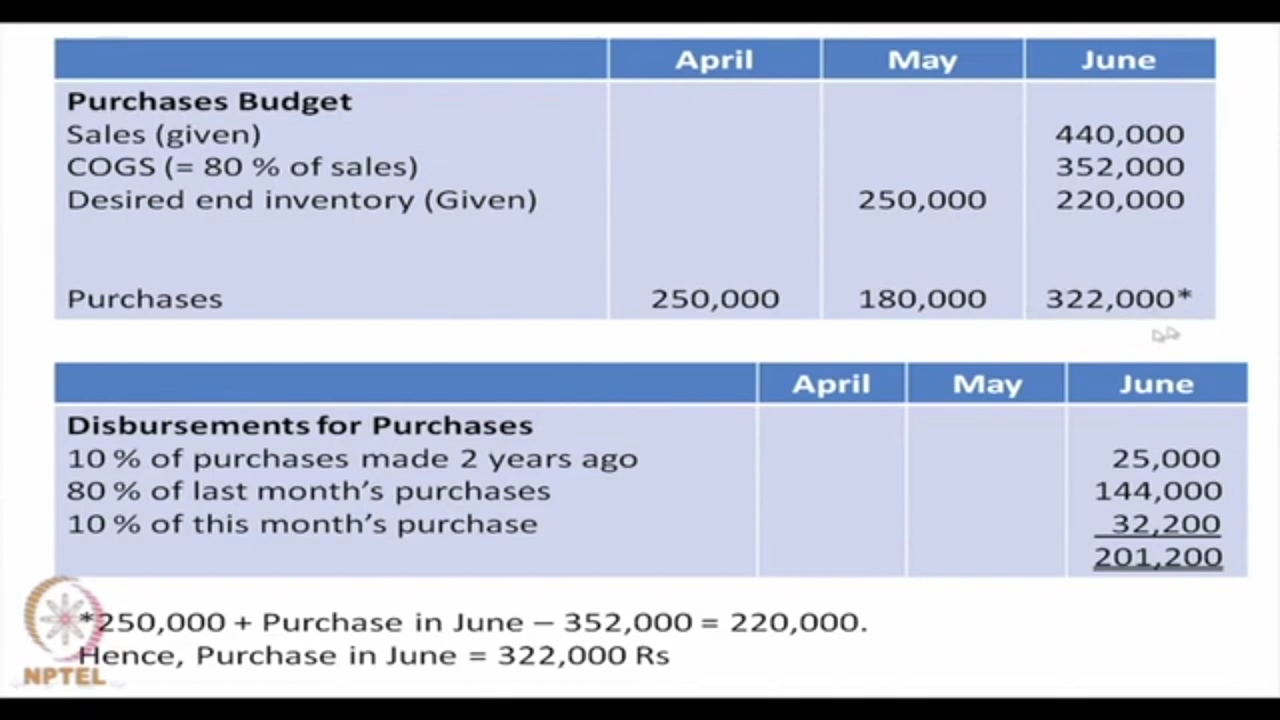 April May June
Purchases Budget
Sales (given) 440,000
COGS (= 80 % of sales) 352,000
Desired end inventory (Given) 250,000 220,000
Purchases 250,000 180,000 322,000*
April May June
Disbursements for Purchases
10 % of purchases made 2 years ago 25,000
80 % of last month’s purchases 144,000
10 % of this month’s purchase 32,200
201,200
*250,000 + Purchase in June – 352,000 = 220,000.
Hence, Purchase in June = 322,000 Rs
NPTEL